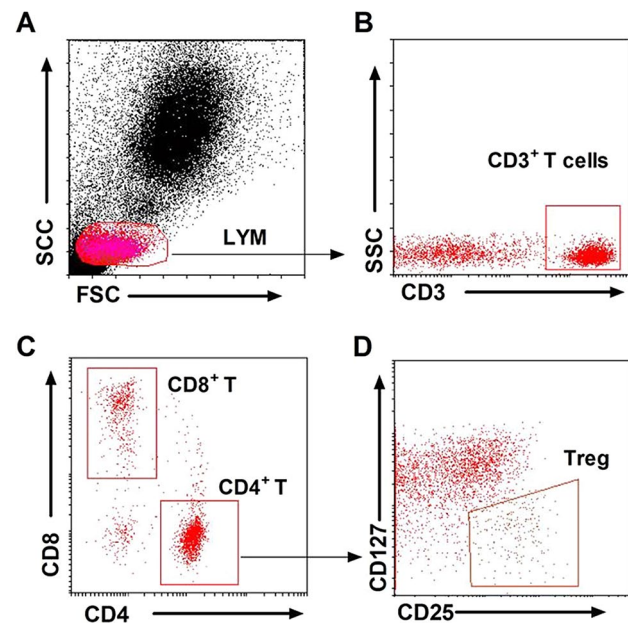 A
SCC
LYM
FSC
B
SSC
CD3⁺ T cells
CD3
C
CD8
CD8⁺ T
CD4⁺ T
CD4
D
CD127
Treg
CD25